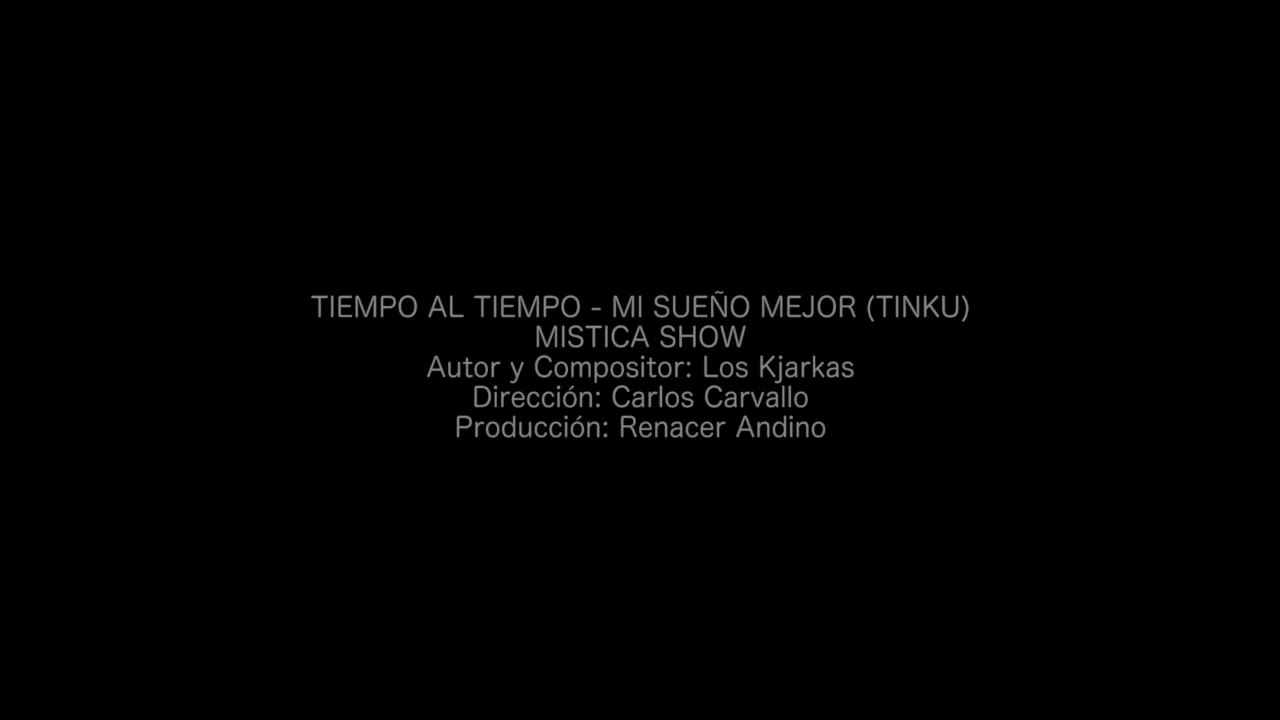 TIEMPO AL TIEMPO - MI SUEÑO MEJOR (TINKU)
MISTICA SHOW
Autor y Compositor: Los Kjarkas
Dirección: Carlos Carvallo
Producción: Renacer Andino